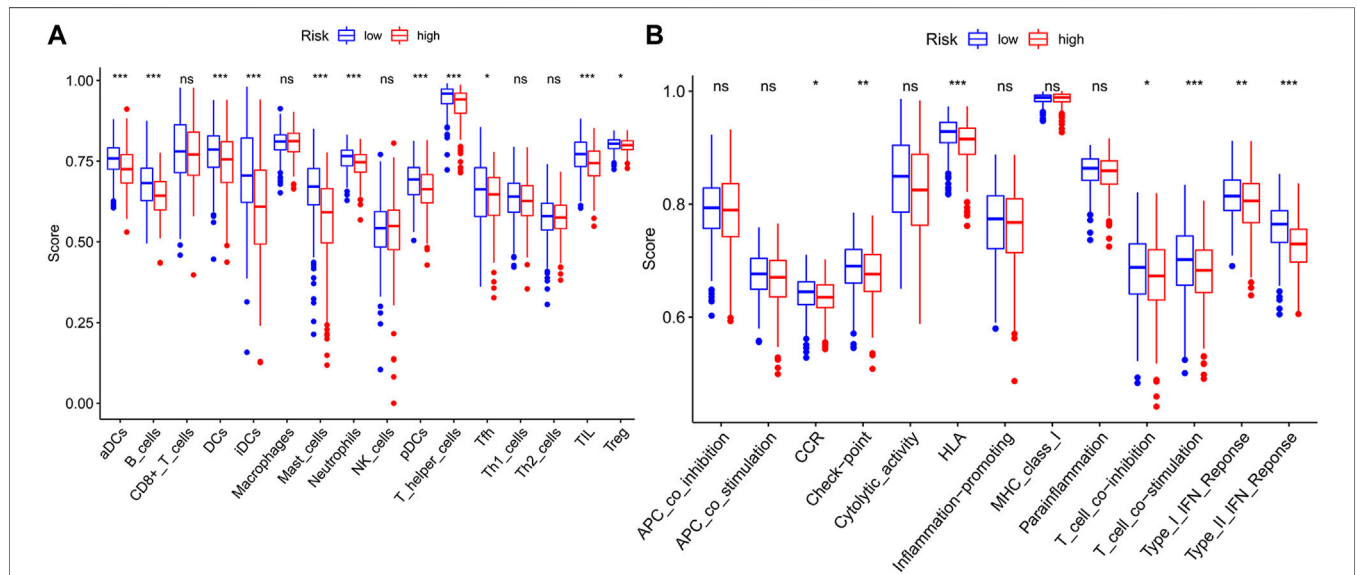 A
Risk low high
*** *** ns *** *** ns *** *** ns *** *** * ns ns *** *
1.00
0.75
0.50
0.25
0.00
Score
aDCs
B_cells
CD8+_T_cells
DCs
iDCs
Macrophages
Mast_cells
Neutrophils
NK_cells
pDCs
T_helper_cells
Tfh
Th1_cells
Th2_cells
TIL
Treg
B
Risk low high
ns ns * ** ns *** ns ns ns * *** ** ***
1.0
0.8
0.6
Score
APC_co_inhibition
APC_co_stimulation
CCR
Check-point
Cytolytic_activity
HLA
Inflammation-promoting
MHC_class_I
Parainflammation
T_cell_co-inhibition
T_cell_co-stimulation
Type_I_IFN_Reponse
Type_II_IFN_Reponse